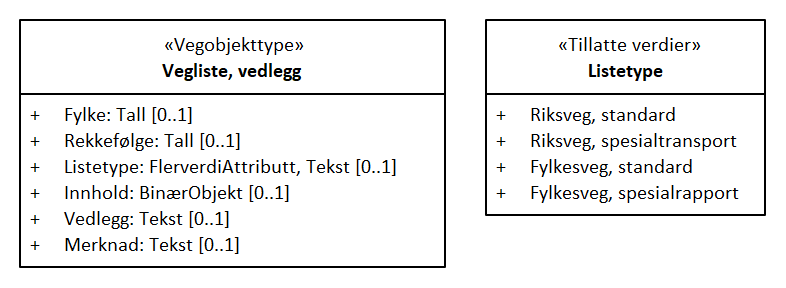 «Vegobjekttype»
Vegliste, vedlegg
+ Fylke: Tall [0..1]
+ Rekkefølge: Tall [0..1]
+ Listetype: FlerverdiAttributt, Tekst [0..1]
+ Innhold: BinærObjekt [0..1]
+ Vedlegg: Tekst [0..1]
+ Merknad: Tekst [0..1]
«Tillatte verdier»
Listetype
+ Riksveg, standard
+ Riksveg, spesialtransport
+ Fylkesveg, standard
+ Fylkesveg, spesialrapport